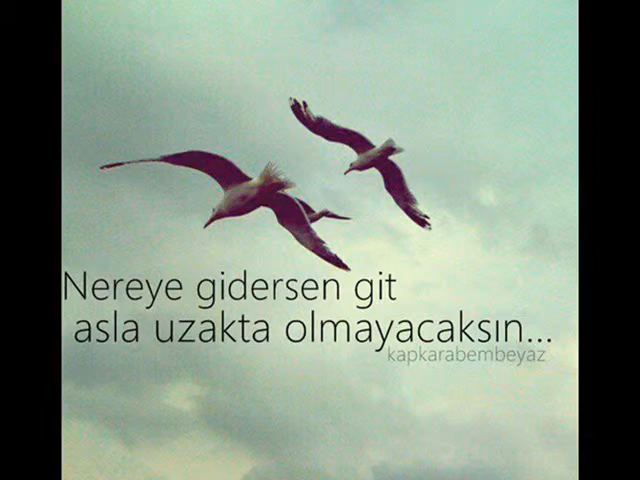 Nereye gidersen git
asla uzakta olmayacaksın...
kapkarabembeyaz